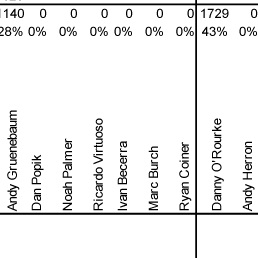 1140 0 0 0 0 0 0 1729 0
28% 0% 0% 0% 0% 0% 0% 43% 0%
Andy Gruenebaum
Dan Popik
Noah Palmer
Ricardo Virtuoso
Ivan Becerra
Marc Burch
Ryan Coiner
Danny O'Rourke
Andy Herron